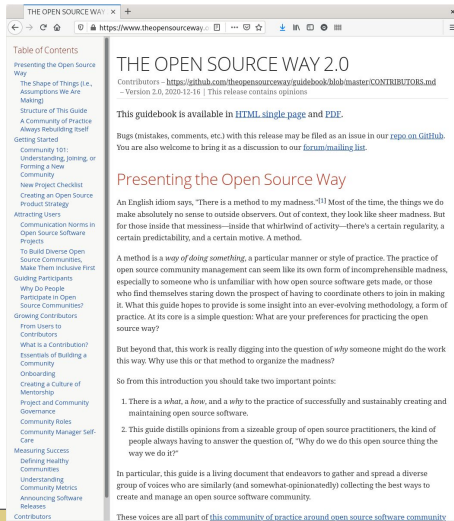 THE OPEN SOURCE WAY 2.0
https://www.theopensourceway.o
Table of Contents
Presenting the Open Source
Way
The Shape of Things (I.e.,
Assumptions We Are
Making)
Structure of This Guide
A Community of Practice
Always Rebuilding Itself
Getting Started
Community 101:
Understanding, Joining, or
Forming a New
Community
New Project Checklist
Creating an Open Source
Product Strategy
Attracting Users
Communication Norms in
Open Source Software
Projects
To Build Diverse Open
Source Communities,
Make Them Inclusive First
Guiding Participants
Why Do People
Participate in Open
Source Communities?
Growing Contributors
From Users to
Contributors
What Is a Contribution?
Essentials of Building a
Community
Onboarding
Creating a Culture of
Mentorship
Project and Community
Governance
Community Roles
Community Manager Self-
Care
Measuring Success
Defining Healthy
Communities
Understanding
Community Metrics
Announcing Software
Releases
Contributors
THE OPEN SOURCE WAY 2.0
Contributors – https://github.com/theopensourceway/guidebook/blob/master/CONTRIBUTORS.md
– Version 2.0, 2020-12-16 | This release contains opinions
This guidebook is available in HTML single page and PDF.
Bugs (mistakes, comments, etc.) with this release may be filed as an issue in our repo on GitHub.
You are also welcome to bring it as a discussion to our forum/mailing list.
Presenting the Open Source Way
An English idiom says, "There is a method to my madness."[1] Most of the time, the things we do
make absolutely no sense to outside observers. Out of context, they look like sheer madness. But
for those inside that messiness—inside that whirlwind of activity—there's a certain regularity, a
certain predictability, and a certain motive. A method.
A method is a way of doing something, a particular manner or style of practice. The practice of
open source community management can seem like its own form of incomprehensible madness,
especially to someone who is unfamiliar with how open source software gets made, or those
who find themselves staring down the prospect of having to coordinate others to join in making
it. What this guide hopes to provide is some insight into an ever-evolving methodology, a form of
practice. At its core is a simple question: What are your preferences for practicing the open
source way?
But beyond that, this work is really digging into the question of why someone might do the work
this way. Why use this or that method to organize the madness?
So from this introduction you should take two important points:
1. There is a what, a how, and a why to the practice of successfully and sustainably creating and
maintaining open source software.
2. This guide distills opinions from a sizeable group of open source practitioners, the kind of
people always having to answer the question of, "Why do we do this open source thing the
way we do it?"
In particular, this guide is a living document that endeavors to gather and spread a diverse
group of voices who are similarly (and somewhat-opinionatedly) collecting the best ways to
create and manage an open source software community.
These voices are all part of this community of practice around open source software community